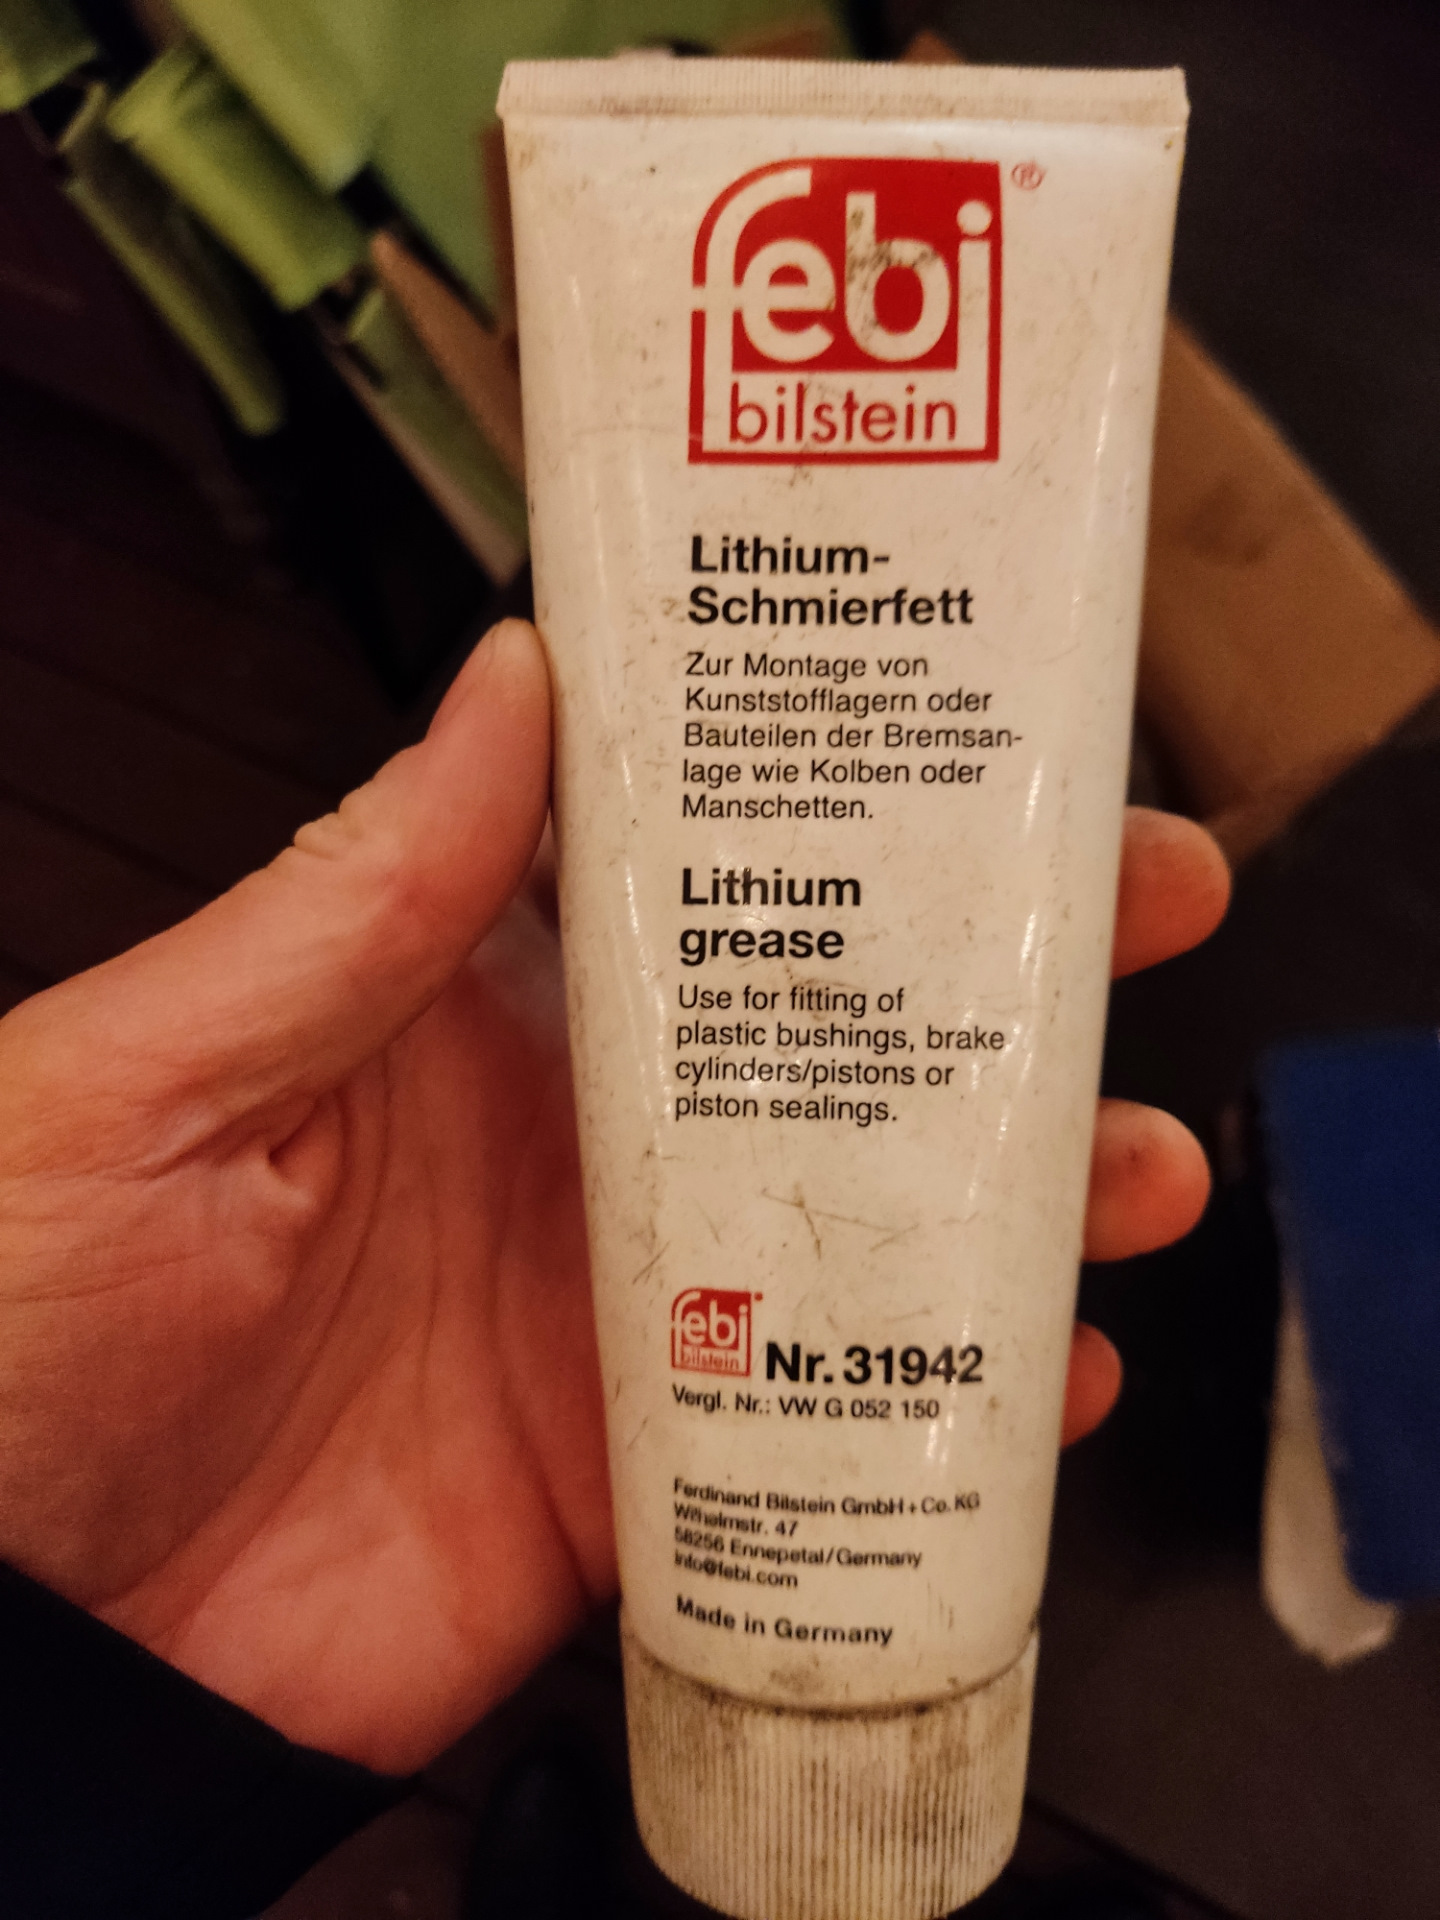 febi
®
bilstein
Lithium-
Schmierfett
Zur Montage von
Kunststofflagern oder
Bauteilen der Bremsan-
lage wie Kolben oder
Manschetten.
Lithium
grease
Use for fitting of
plastic bushings, brake
cylinders/pistons or
piston sealings.
febi
bilstein
Nr. 31942
Vergl. Nr.: VW G 052 150
Ferdinand Bilstein GmbH + Co. KG
Wilhelmstr. 47
58256 Ennepetal/Germany
info@febi.com
Made in Germany